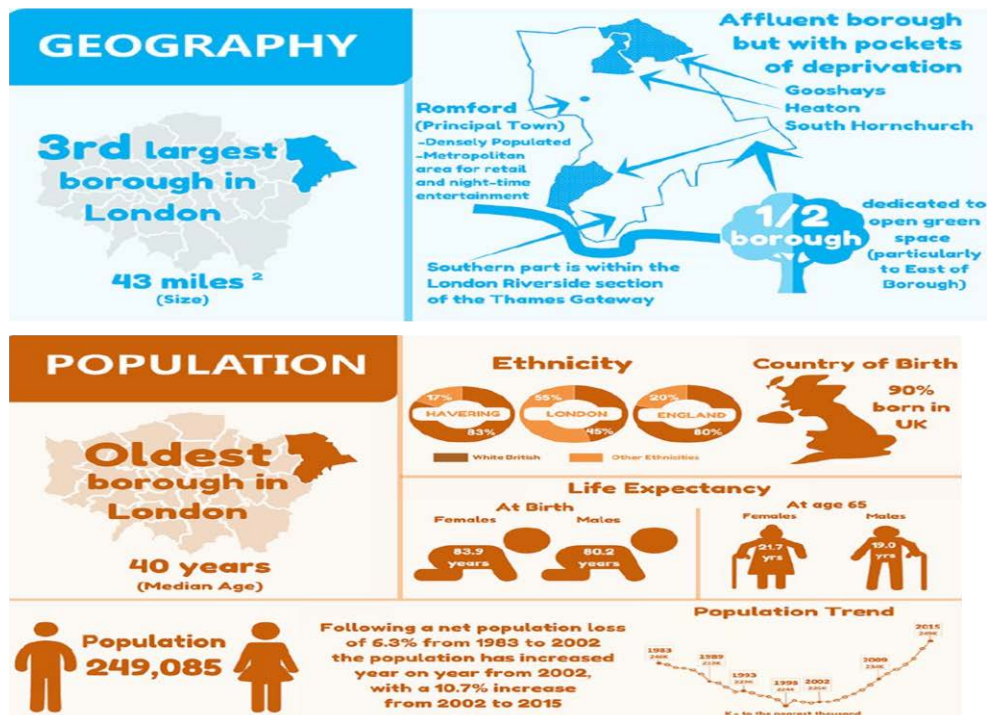 GEOGRAPHY
3rd largest
borough in
London
43 miles ²
(Size)
Affluent borough
but with pockets
of deprivation
Gooshays
Heaton
South Hornchurch
Romford
(Principal Town)
-Densely Populated
-Metropolitan
area for retail
and night-time
entertainment
Southern part is within the
London Riverside section
of the Thames Gateway
1/2
borough
dedicated to
open green
space
(particularly
to East of
Borough)
POPULATION
Oldest
borough in
London
40 years
(Median Age)
Ethnicity
17%
HAVERING
83%
55%
LONDON
45%
20%
ENGLAND
80%
White British
Other Ethnicities
Country of Birth
90%
born in
UK
Life Expectancy
At Birth
Females
Males
83.9
years
80.2
years
At age 65
Females
Males
21.7
yrs
19.0
yrs
Population
249,085
Following a net population loss
of 6.3% from 1983 to 2002
the population has increased
year on year from 2002,
with a 10.7% increase
from 2002 to 2015
Population Trend
1983
1989
1993
1998
2002
2009
2015
K = to the nearest thousand